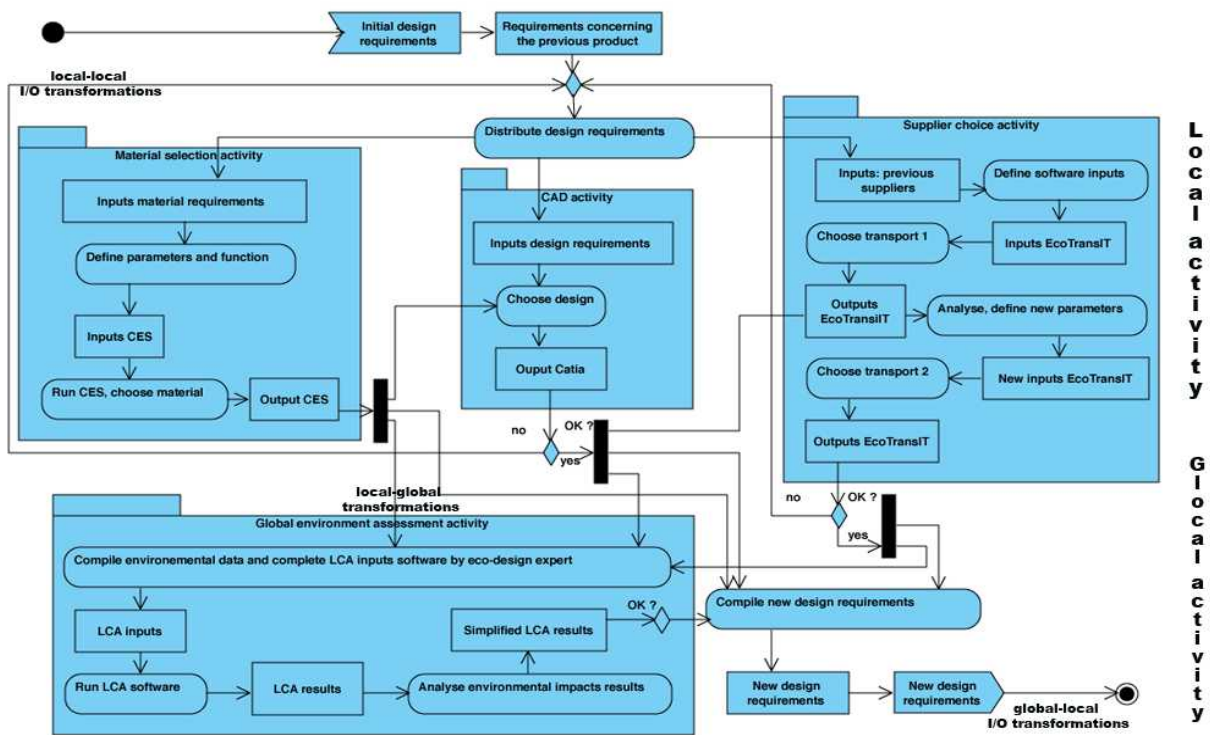 Initial design
requirements
Requirements concerning
the previous product
local-local
I/O transformations
Distribute design requirements
Material selection activity
Inputs material requirements
Define parameters and function
Inputs CES
Run CES, choose material
Output CES
CAD activity
Inputs design requirements
Choose design
Ouput Catia
no
OK ?
yes
Supplier choice activity
Inputs: previous
suppliers
Define software inputs
Choose transport 1
Inputs EcoTransIT
Outputs
EcoTransIT
Analyse, define new parameters
Choose transport 2
New inputs EcoTransIT
Outputs EcoTransIT
no
OK ?
yes
Local activity
Glocal activity
local-global
transformations
Global environment assessment activity
Compile environemental data and complete LCA inputs software by eco-design expert
LCA inputs
Run LCA software
LCA results
Analyse environmental impacts results
Simplified LCA results
OK ?
Compile new design requirements
New design
requirements
New design
requirements
global-local
I/O transformations